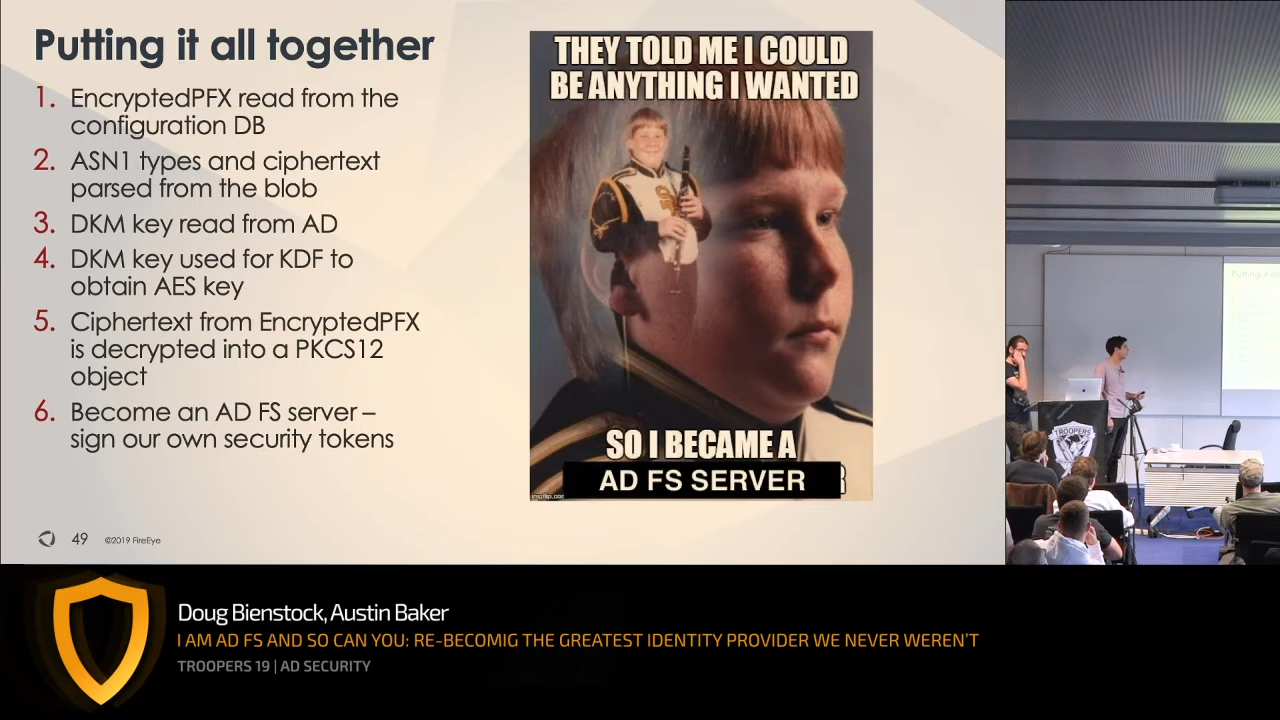 Putting it all together
1. EncryptedPFX read from the
configuration DB
2. ASN1 types and ciphertext
parsed from the blob
3. DKM key read from AD
4. DKM key used for KDF to
obtain AES key
5. Ciphertext from EncryptedPFX
is decrypted into a PKCS12
object
6. Become an AD FS server –
sign our own security tokens
THEY TOLD ME I COULD
BE ANYTHING I WANTED
SO I BECAME A
AD FS SERVER
imgflip.com
49 ©2019 FireEye
TROOPERS
Doug Bienstock, Austin Baker
I AM AD FS AND SO CAN YOU: RE-BECOMIG THE GREATEST IDENTITY PROVIDER WE NEVER WEREN'T
TROOPERS 19 | AD SECURITY